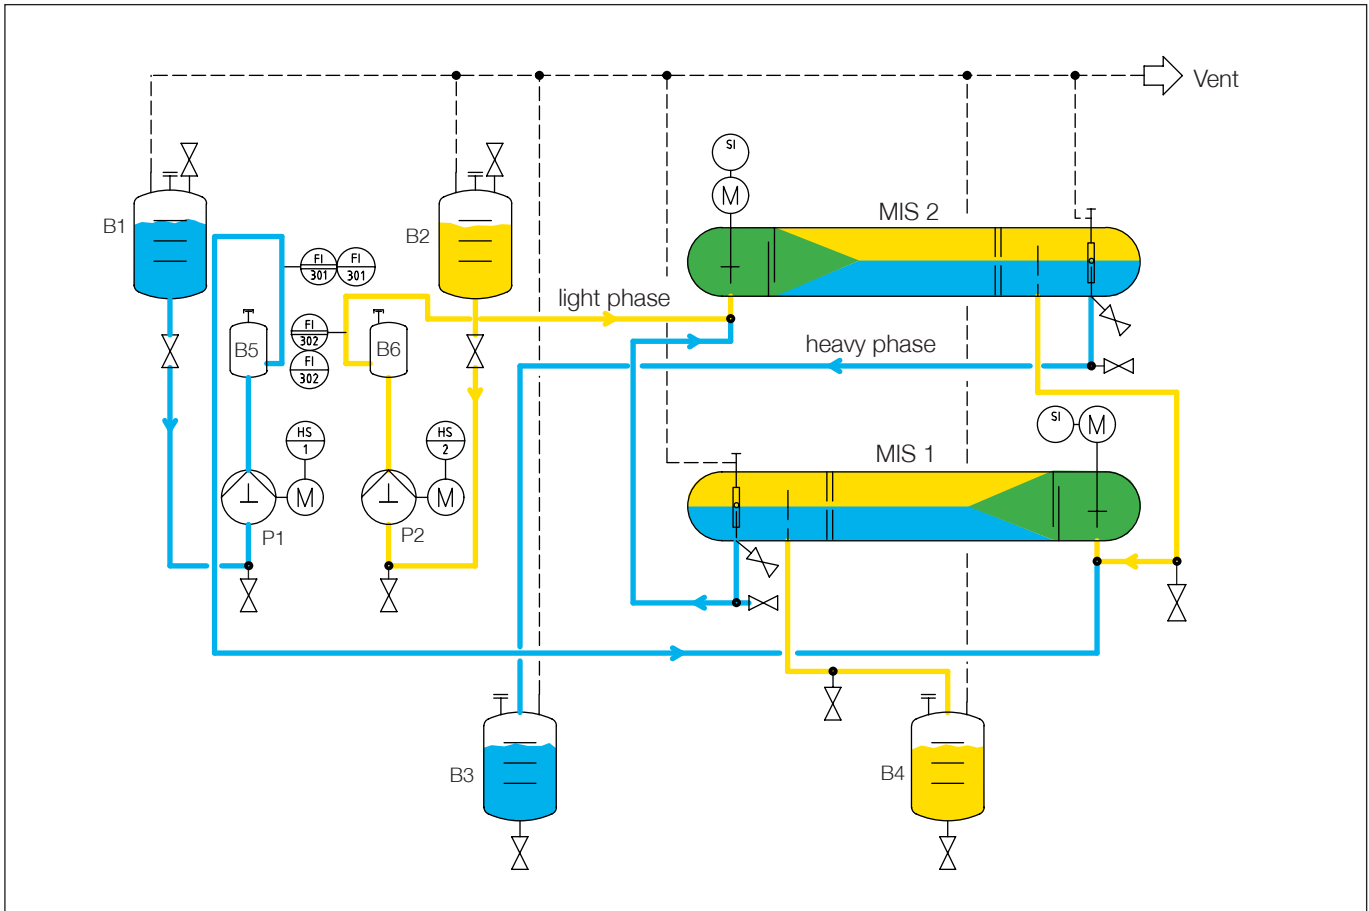 Vent
SI
M
MIS 2
B1
B2
FI
301
FI
301
light phase
FI
302
B5
B6
FI
302
heavy phase
SI
M
HS
1
HS
2
MIS 1
M
M
P1
P2
B3
B4